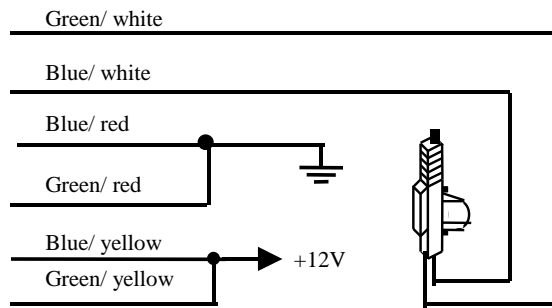 Green/ white
Blue/ white
Blue/ red
Green/ red
Blue/ yellow
+12V
Green/ yellow